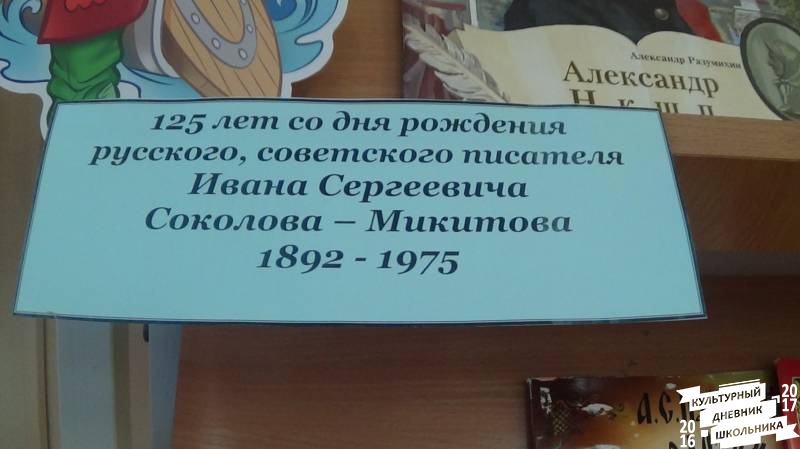 Александр Разумихин
Александр
125 лет со дня рождения
русского, советского писателя
Ивана Сергеевича
Соколова – Микитова
1892 - 1975
А.С.
КУЛЬТУРНЫЙ
ДНЕВНИК
ШКОЛЬНИКА
2016
2017